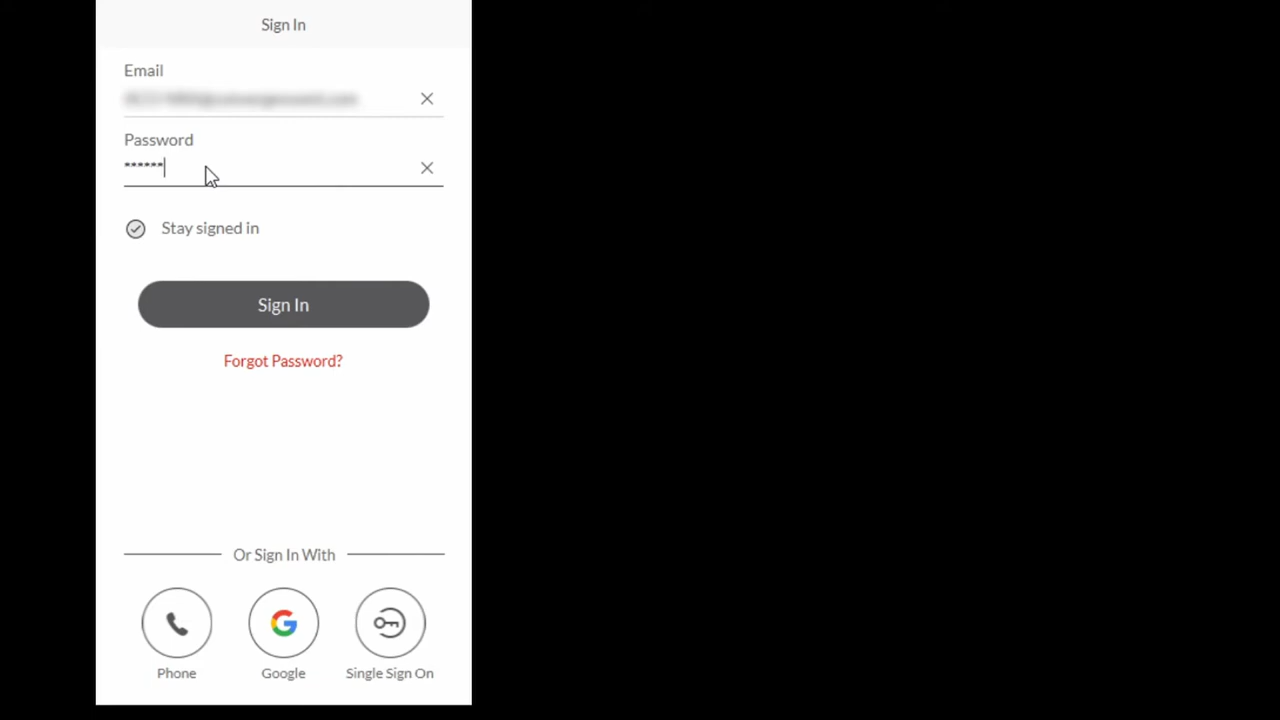 Sign In
Email
Password
******
Stay signed in
Sign In
Forgot Password?
Or Sign In With
Phone
Google
Single Sign On